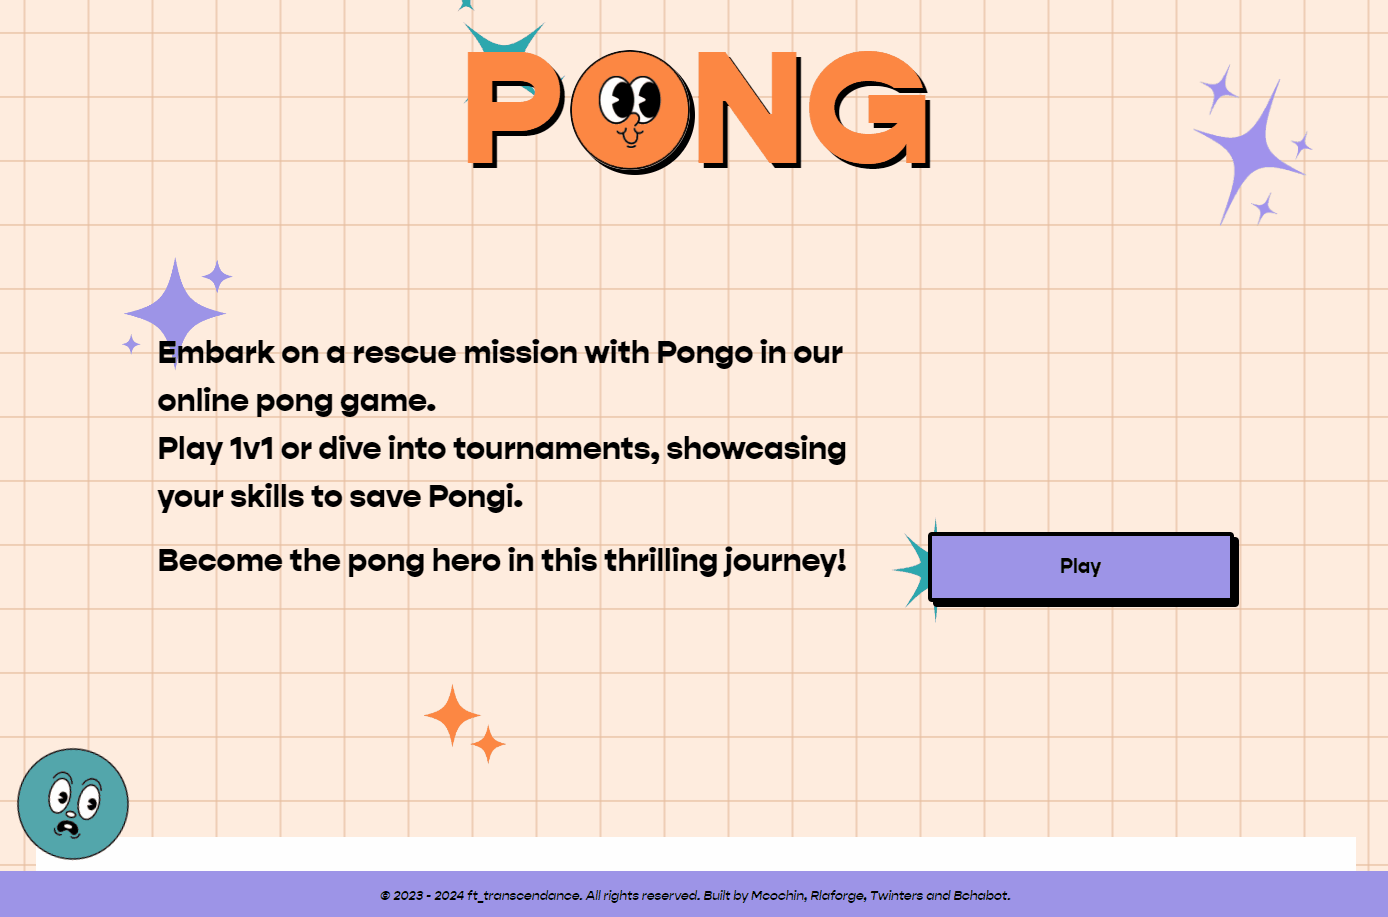 PONG
Embark on a rescue mission with Pongo in our
online pong game.
Play 1v1 or dive into tournaments, showcasing
your skills to save Pongi.
Become the pong hero in this thrilling journey!
Play
© 2023 - 2024 ft_transcendance. All rights reserved. Built by Mcochin, Rlaforge, Twinters and Bchabot.